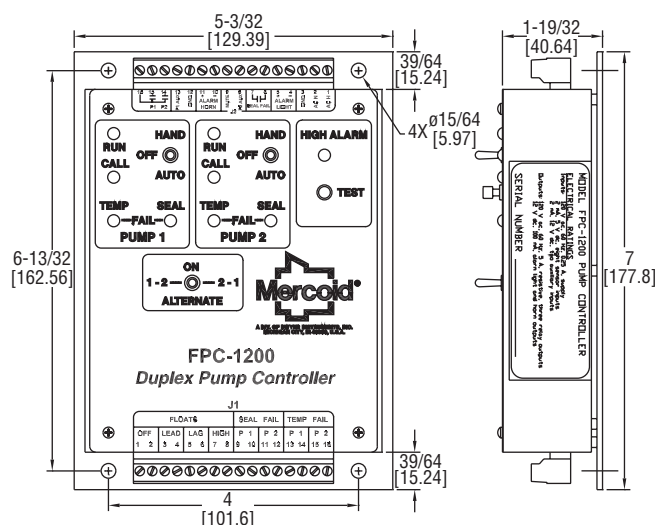 5-3/32
[129.39]
39/64
[15.24]
1-19/32
[40.64]
4X ø15/64
[5.97]
6-13/32
[162.56]
7
[177.8]
P1 P2 ALARM HORN SEAL FAIL ALARM LIGHT
HAND
RUN OFF
CALL
AUTO
TEMP SEAL
FAIL
PUMP 1
HAND
RUN OFF
CALL
AUTO
TEMP SEAL
FAIL
PUMP 2
HIGH ALARM
TEST
ON
1-2 2-1
ALTERNATE
Mercoid®
FPC-1200
Duplex Pump Controller
J1
FLOATS SEAL FAIL TEMP FAIL
OFF LEAD LAG HIGH P 1 P 2 P 1 P 2
1 2 3 4 5 6 7 8 9 10 11 12 13 14 15 16
39/64
[15.24]
4
[101.6]
MODEL FPC-1200 PUMP CONTROLLER
ELECTRICAL RATINGS
SERIAL NUMBER